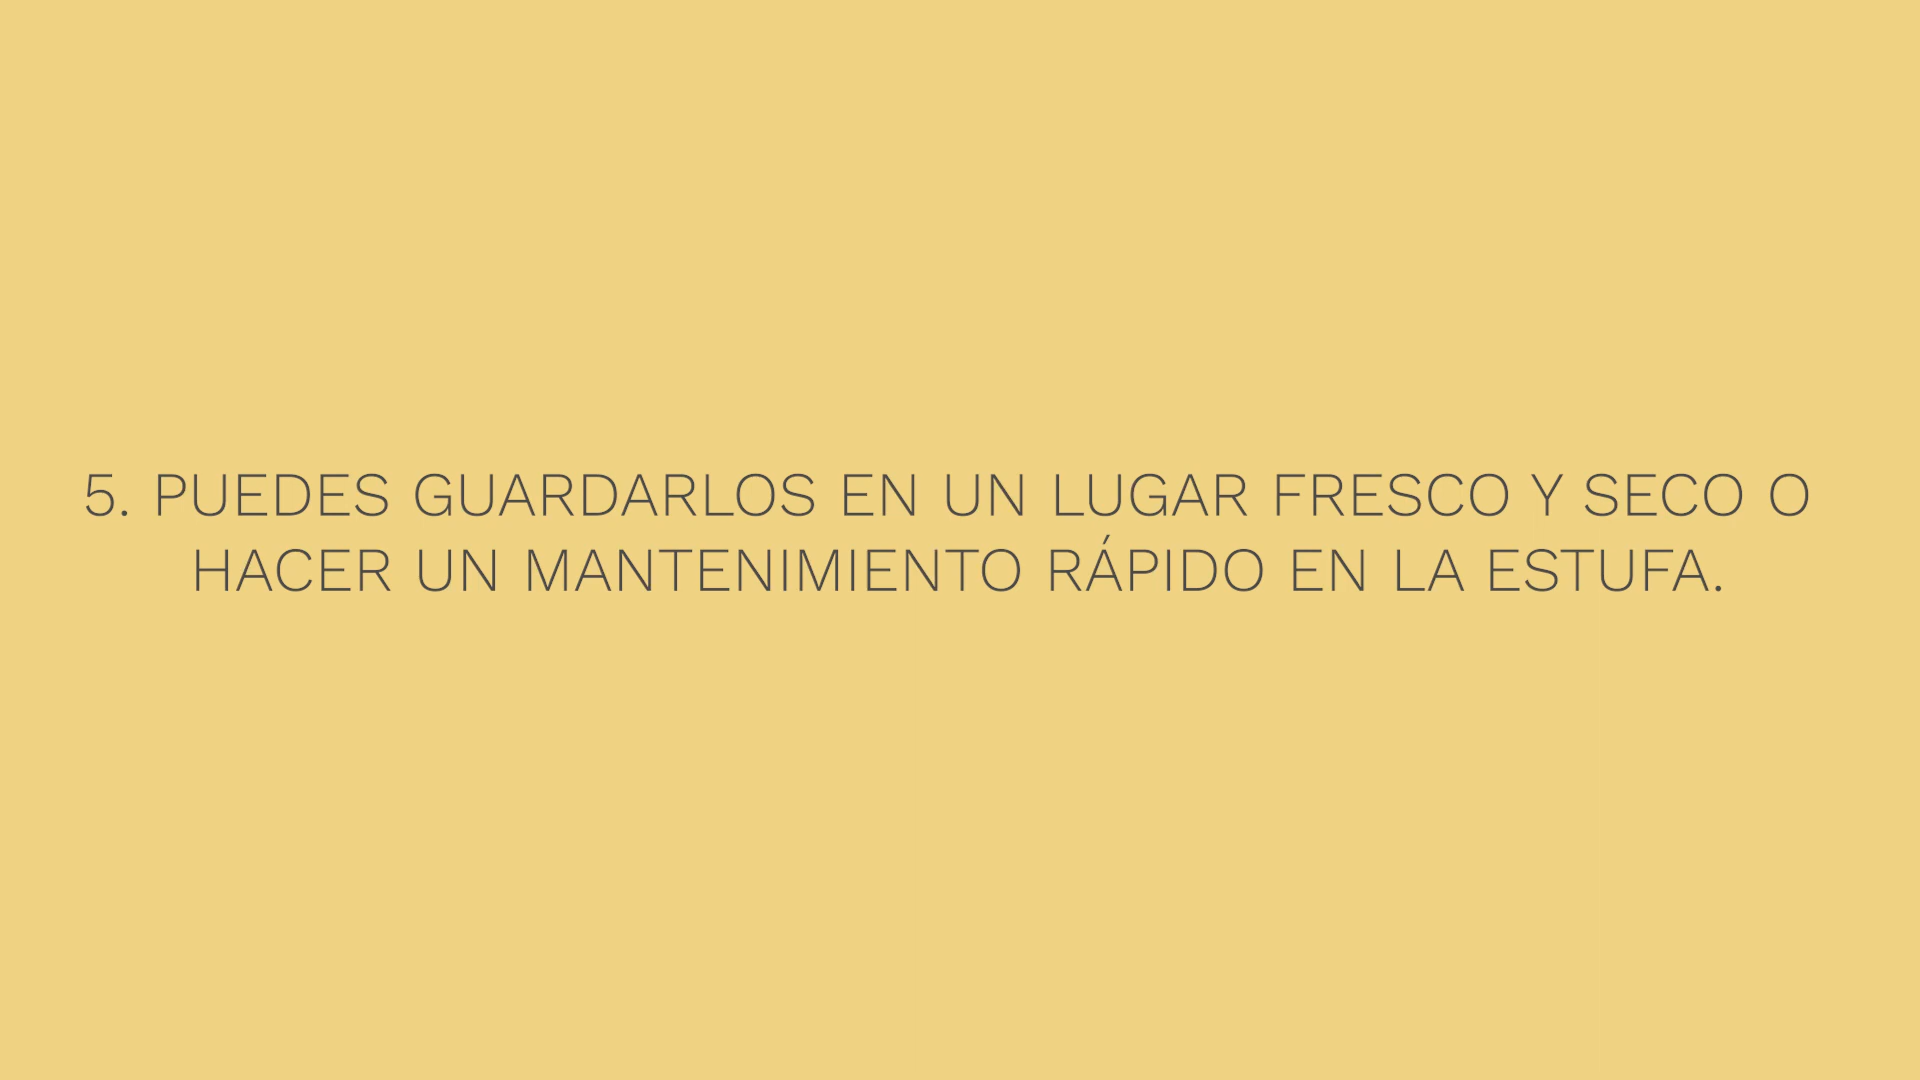 5. PUEDES GUARDARLOS EN UN LUGAR FRESCO Y SECO O
HACER UN MANTENIMIENTO RÁPIDO EN LA ESTUFA.